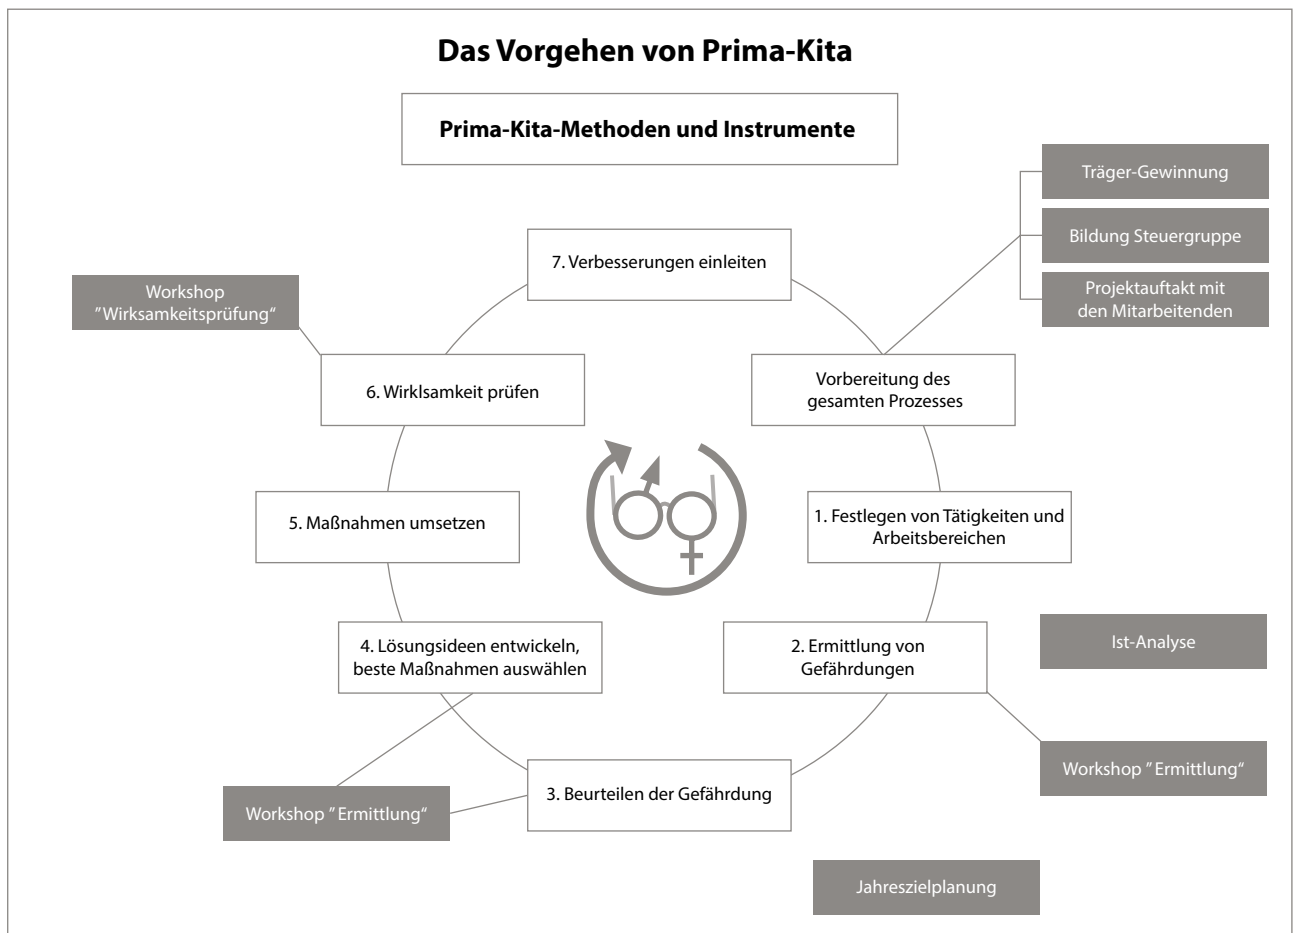 Das Vorgehen von Prima-Kita
Prima-Kita-Methoden und Instrumente
Träger-Gewinnung
Bildung Steuergruppe
Projektauftakt mit
den Mitarbeitenden
7. Verbesserungen einleiten
Workshop
"Wirksamkeitsprüfung“
6. Wirklsamkeit prüfen
Vorbereitung des
gesamten Prozesses
5. Maßnahmen umsetzen
1. Festlegen von Tätigkeiten und
Arbeitsbereichen
4. Lösungsideen entwickeln,
beste Maßnahmen auswählen
2. Ermittlung von
Gefährdungen
Ist-Analyse
Workshop " Ermittlung“
3. Beurteilen der Gefährdung
Workshop " Ermittlung“
Jahreszielplanung